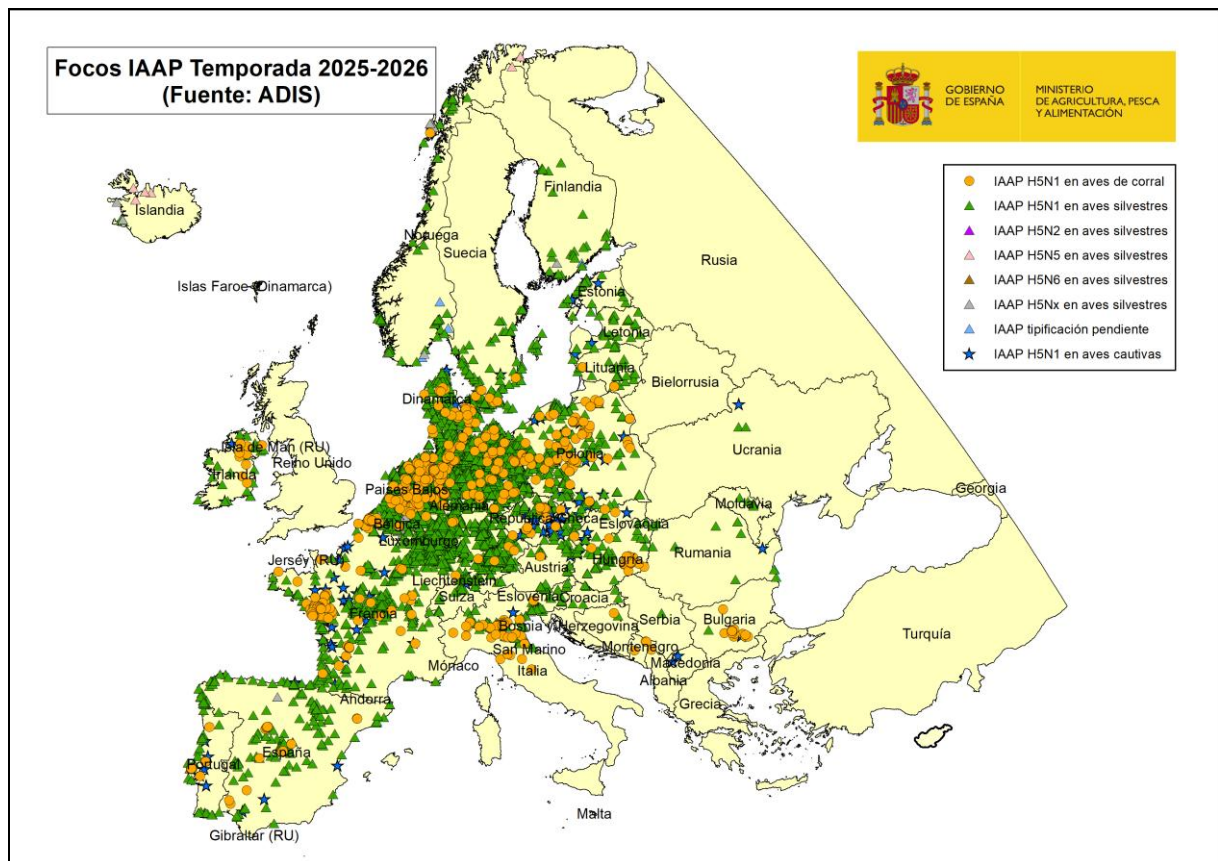 Focos IAAP Temporada 2025-2026
(Fuente: ADIS)
GOBIERNO
DE ESPAÑA
MINISTERIO
DE AGRICULTURA, PESCA
Y ALIMENTACIÓN
IAAP H5N1 en aves de corral
IAAP H5N1 en aves silvestres
IAAP H5N2 en aves silvestres
IAAP H5N5 en aves silvestres
IAAP H5N6 en aves silvestres
IAAP H5Nx en aves silvestres
IAAP tipificación pendiente
IAAP H5N1 en aves cautivas
Islandia
Finlandia
Noruega
Suecia
Rusia
Islas Faroe (Dinamarca)
Estonia
Letonia
Lituania
Bielorrusia
Dinamarca
Isla de Man (RU)
Reino Unido
Irlanda
Ucrania
Polonia
Países Bajos
Georgia
Alemania
Moldavia
Bélgica
República Checa
Eslovaquia
Luxemburgo
Jersey (RU)
Rumania
Hungría
Austria
Liechtenstein
Suiza
Eslovenia
Croacia
Francia
Serbia
Bulgaria
Bosnia y Herzegovina
Turquía
San Marino
Montenegro
Mónaco
Italia
Macedonia
Albania
Andorra
Grecia
España
Portugal
Malta
Gibraltar (RU)